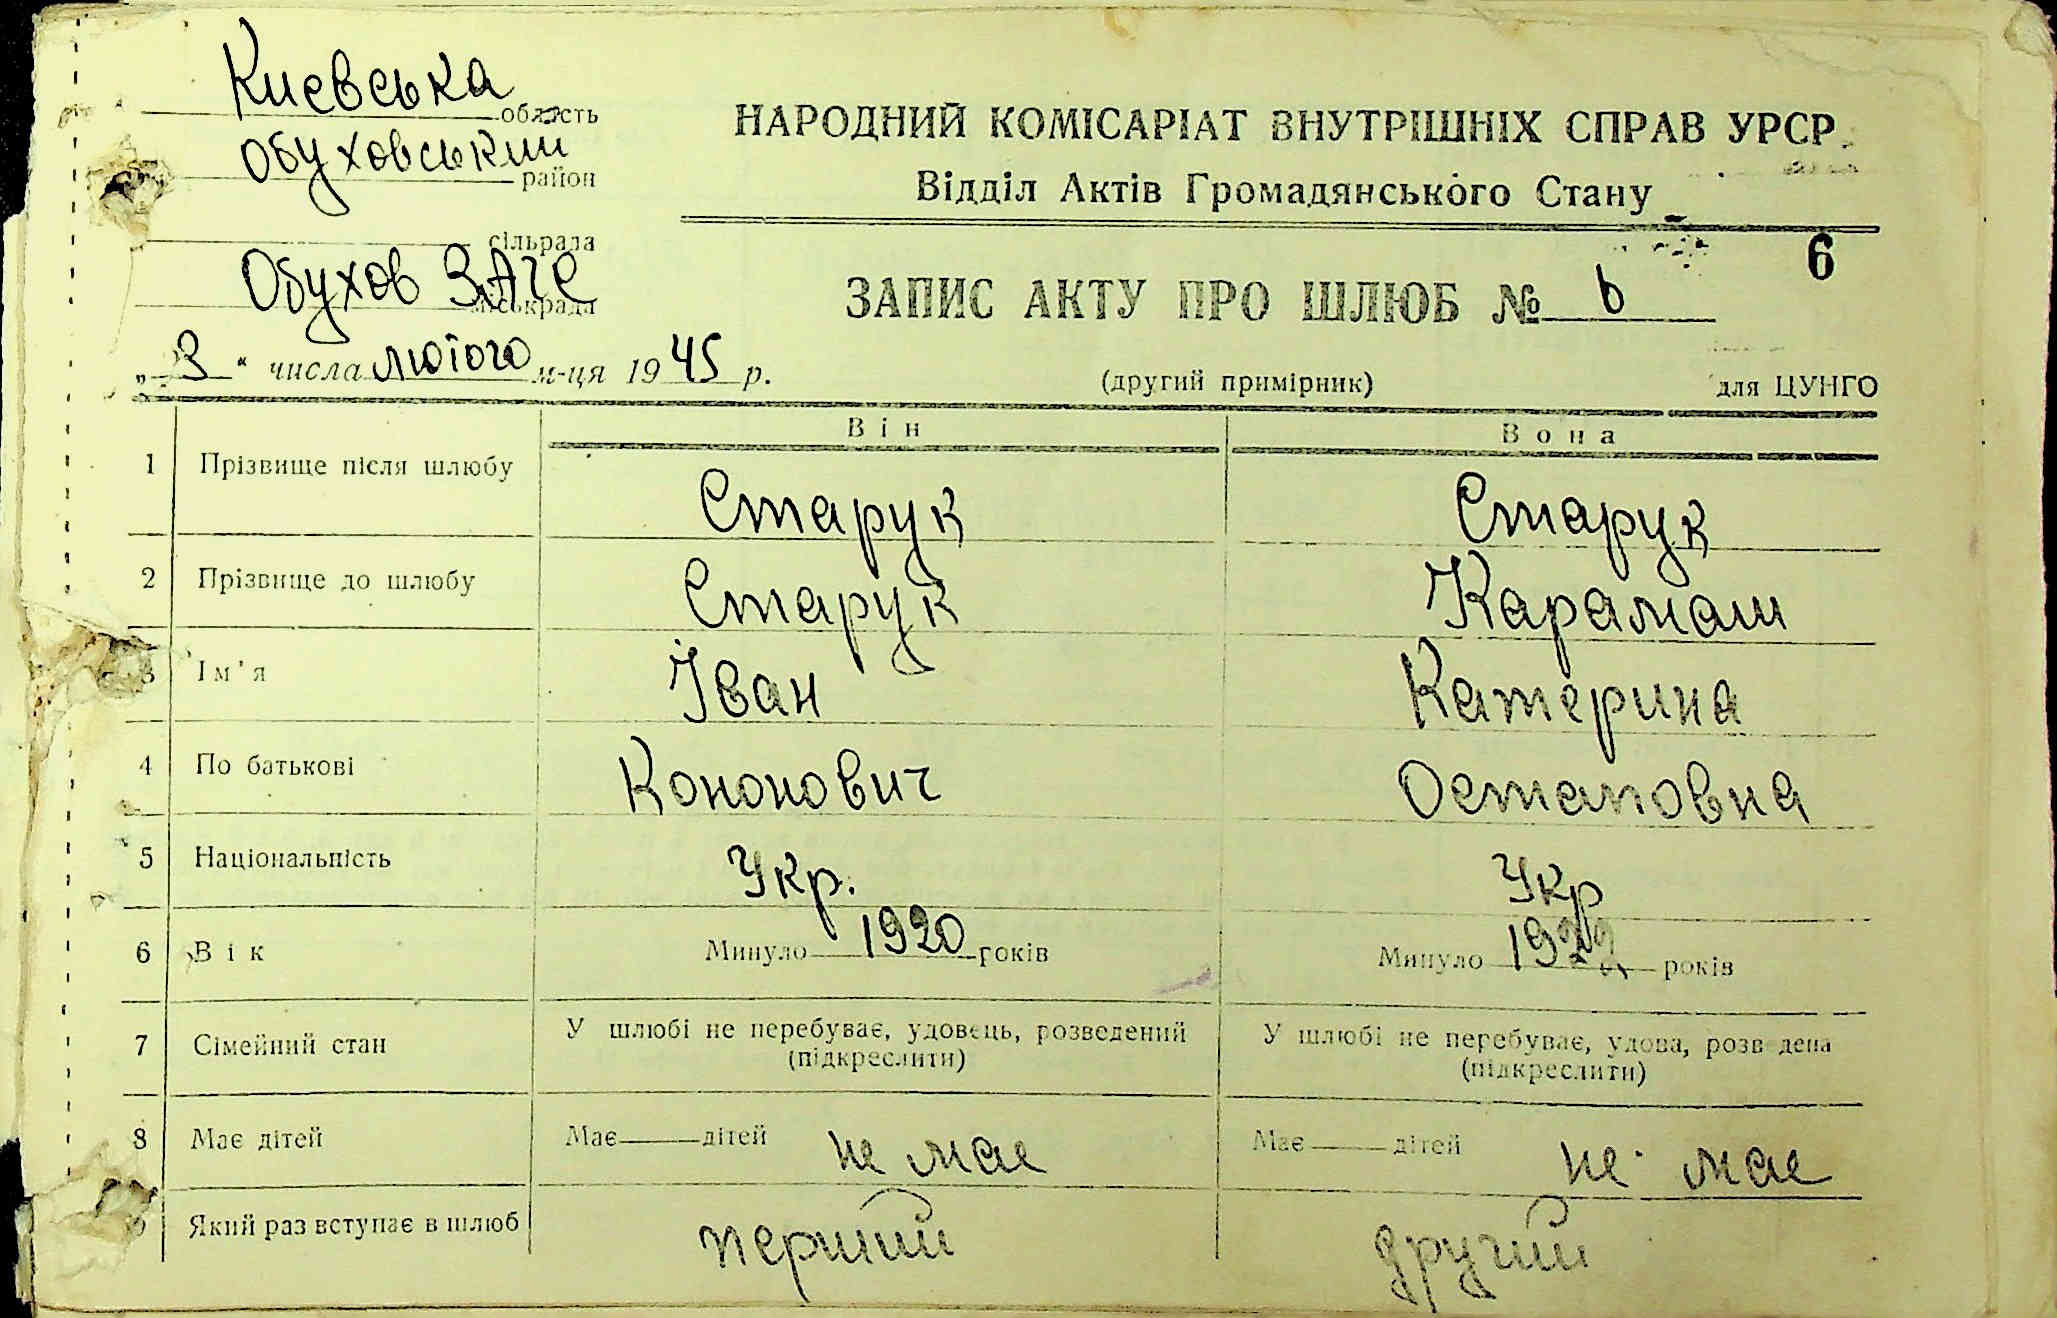 Києвська область
Обуховський район
сільрада
Обухов ЗАГС міськрада
„3“ числа лютого м-ця 1945 р.
НАРОДНИЙ КОМІСАРІАТ ВНУТРІШНІХ СПРАВ УРСР
Відділ Актів Громадянського Стану
6
ЗАПИС АКТУ ПРО ШЛЮБ № 6
(другий примірник) для ЦУНГО
Він Вона
1 Прізвище після шлюбу Старук Старук
2 Прізвище до шлюбу Старук Карамаш
3 Ім'я Іван Катерина
4 По батькові Кононович Остаповна
5 Національність Укр. Укр
6 Вік Минуло 1920 років Минуло 1922 років
7 Сімейний стан У шлюбі не перебуває, удовець, розведений (підкреслити) У шлюбі не перебуває, удова, розведена (підкреслити)
8 Має дітей Має дітей не має Має дітей не має
9 Який раз вступає в шлюб перший другий